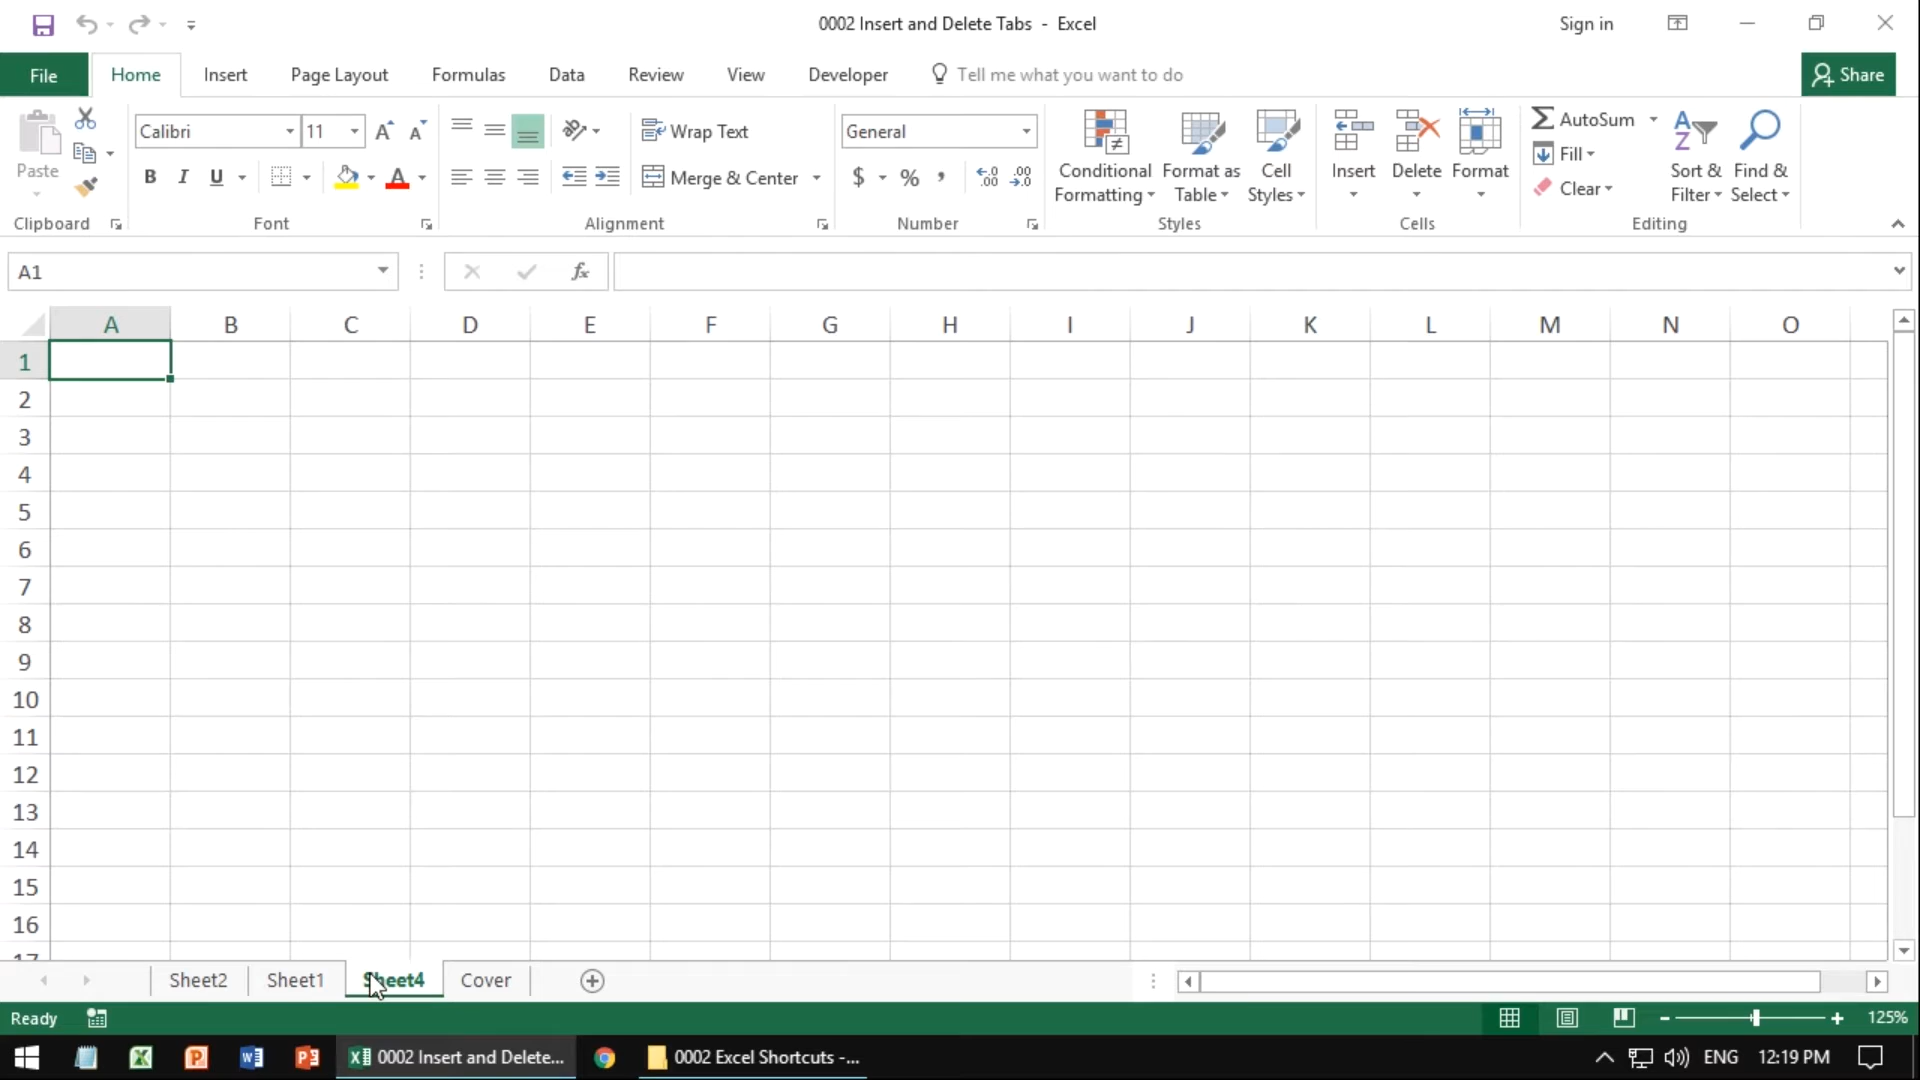 0002 Insert and Delete Tabs - Excel
Sign in
File Home Insert Page Layout Formulas Data Review View Developer Tell me what you want to do Share
Paste
Clipboard
Calibri 11
B I U
Font
Wrap Text
Merge & Center
Alignment
General
$ % ,
Number
Conditional Formatting
Format as Table
Cell Styles
Styles
Insert Delete Format
Cells
AutoSum
Fill
Clear
Sort & Filter
Find & Select
Editing
A1 fx
A B C D E F G H I J K L M N O
1
2
3
4
5
6
7
8
9
10
11
12
13
14
15
16
17
Sheet2 Sheet1 Sheet4 Cover
Ready 125%
0002 Insert and Delete... 0002 Excel Shortcuts -... ENG 12:19 PM